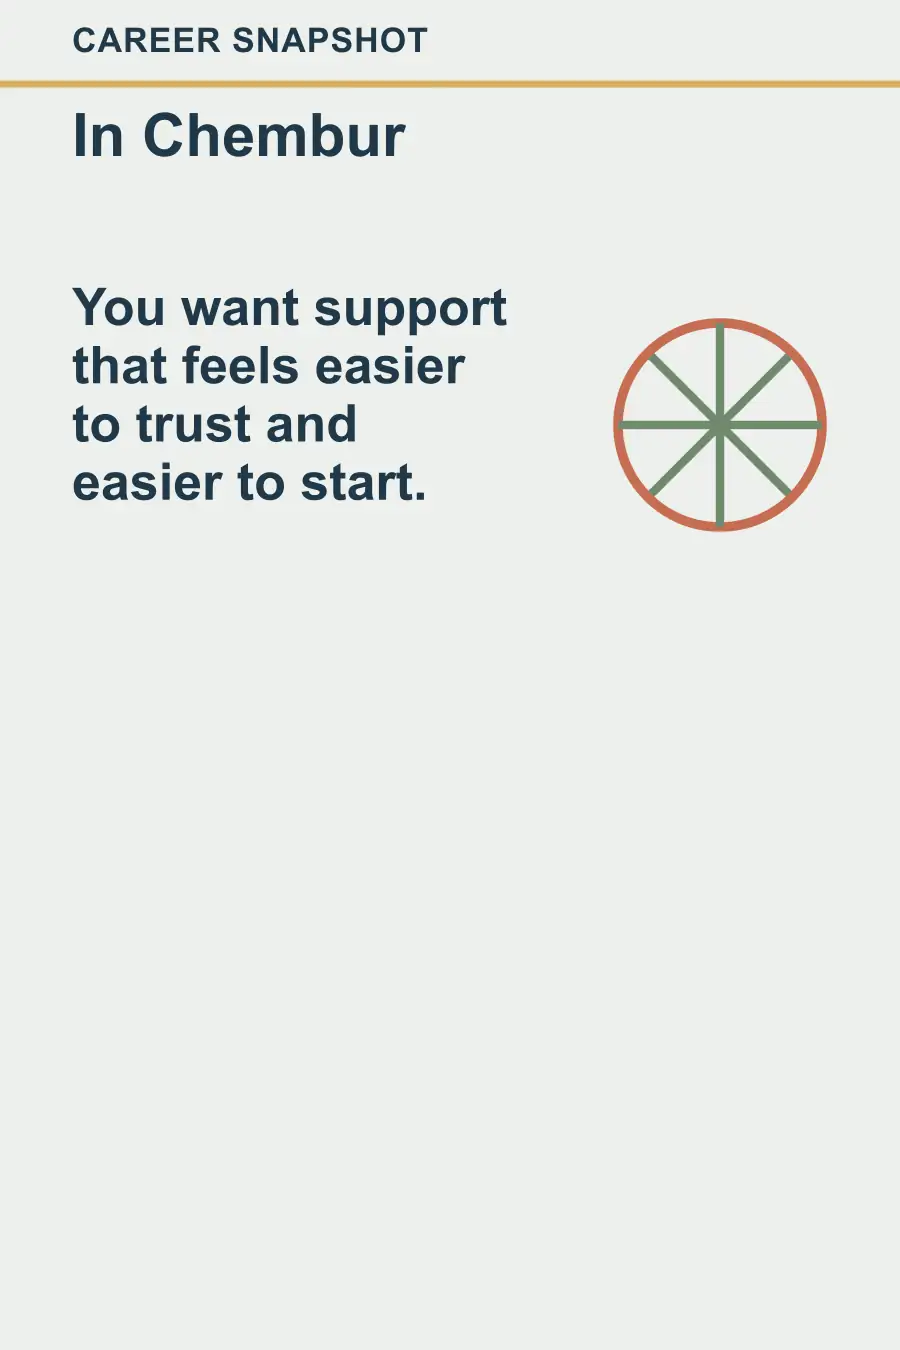 CAREER SNAPSHOT
In Chembur
You want support
that feels easier
to trust and
easier to start.